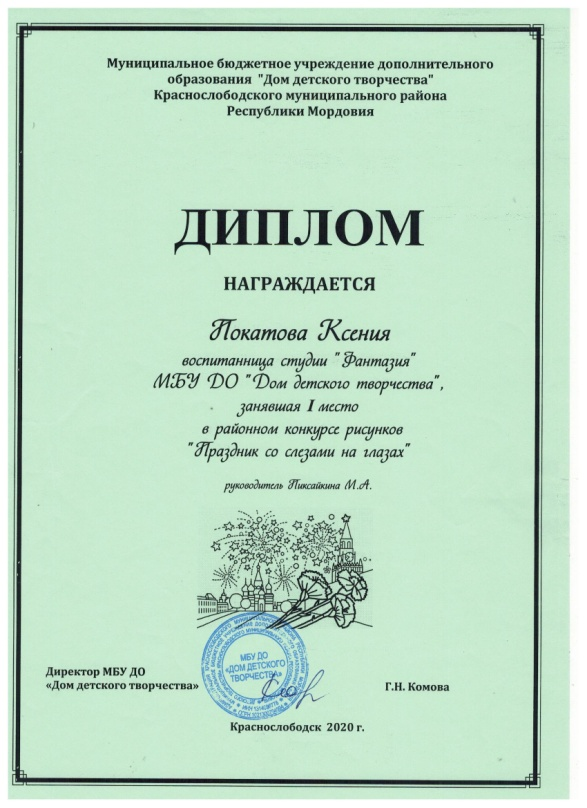 Муниципальное бюджетное учреждение дополнительного
образования "Дом детского творчества"
Краснослободского муниципального района
Республики Мордовия
ДИПЛОМ
НАГРАЖДАЕТСЯ
Покатова Ксения
воспитанница студии "Фантазия"
МБУ ДО "Дом детского творчества",
занявшая I место
в районном конкурсе рисунков
"Праздник со слезами на глазах"
руководитель Пиксайкина М.А.
МБУ ДО
«ДОМ ДЕТСКОГО
ТВОРЧЕСТВА»
Директор МБУ ДО
«Дом детского творчества»
Г.Н. Комова
Краснослободск 2020 г.